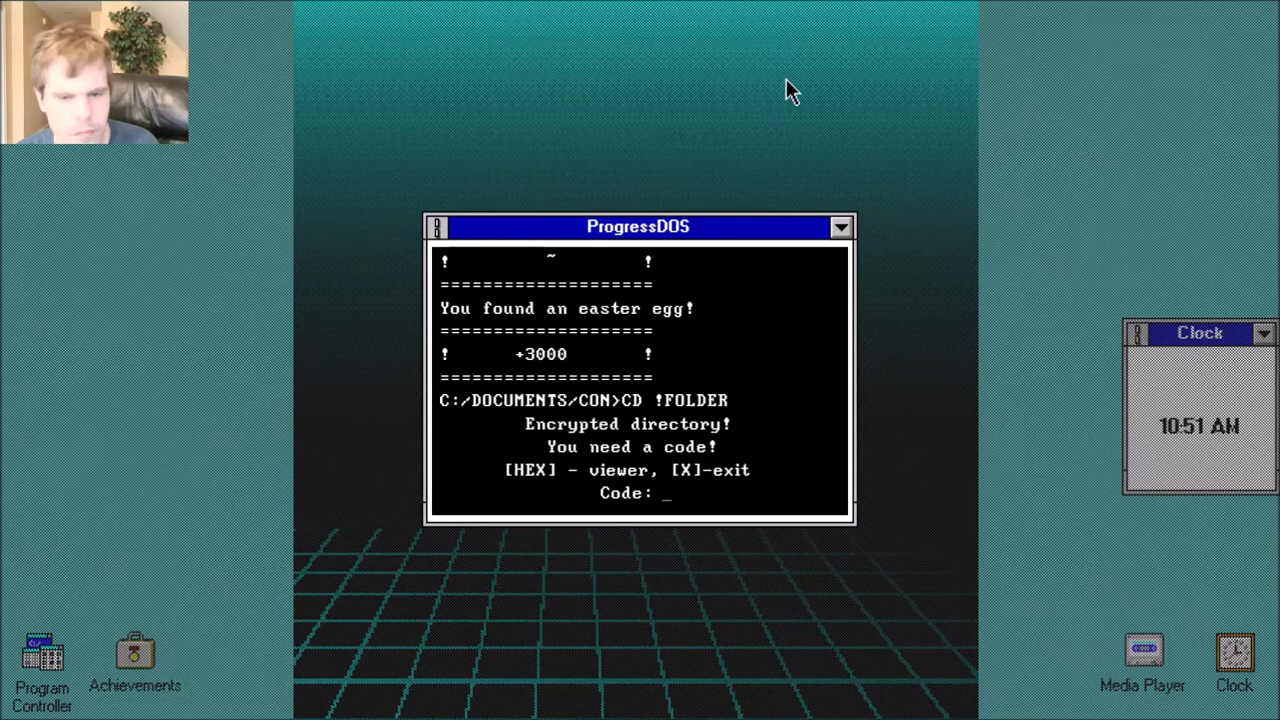 ProgressDOS
! ~ !
====================
You found an easter egg!
====================
! +3000 !
====================
C:/DOCUMENTS/CON>CD !FOLDER
Encrypted directory!
You need a code!
[HEX] - viewer, [X]-exit
Code: _
Clock
10:51 AM
Program
Controller
Achievements
Media Player
Clock